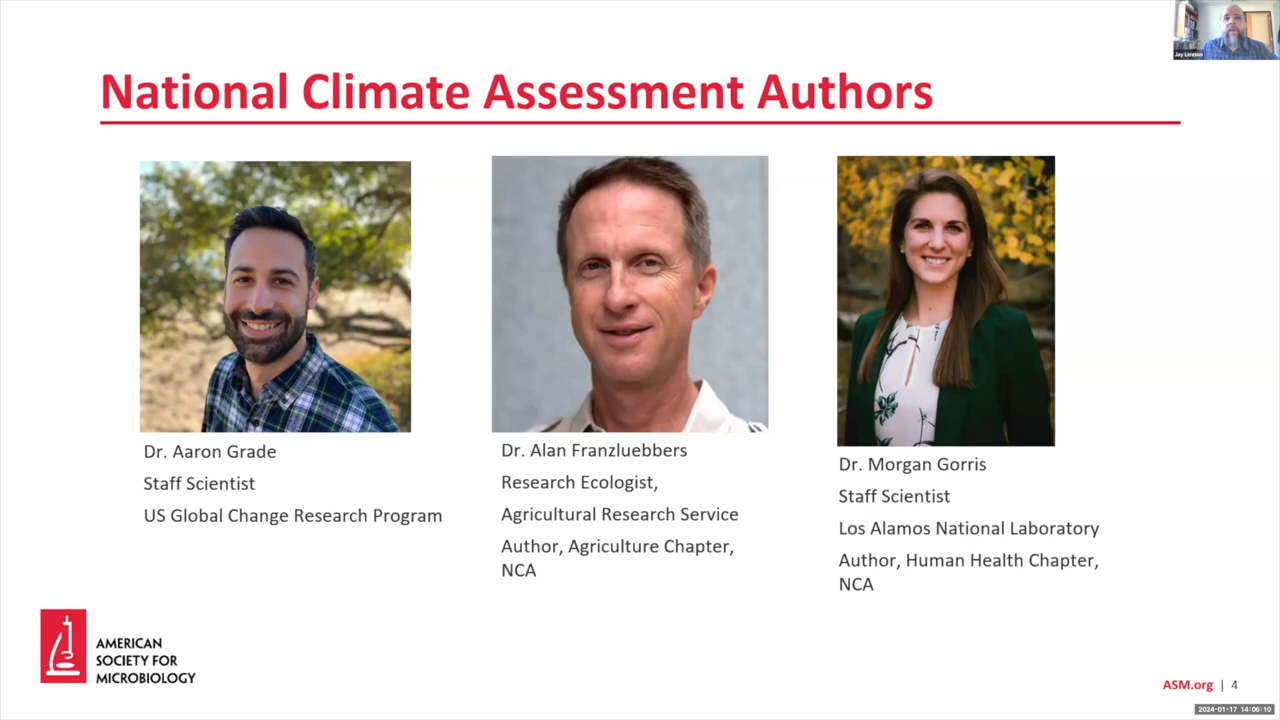 Jay Lennon
National Climate Assessment Authors
Dr. Aaron Grade
Staff Scientist
US Global Change Research Program
Dr. Alan Franzluebbers
Research Ecologist,
Agricultural Research Service
Author, Agriculture Chapter,
NCA
Dr. Morgan Gorris
Staff Scientist
Los Alamos National Laboratory
Author, Human Health Chapter,
NCA
AMERICAN
SOCIETY FOR
MICROBIOLOGY
ASM.org | 4
2024-01-17 14:06:10